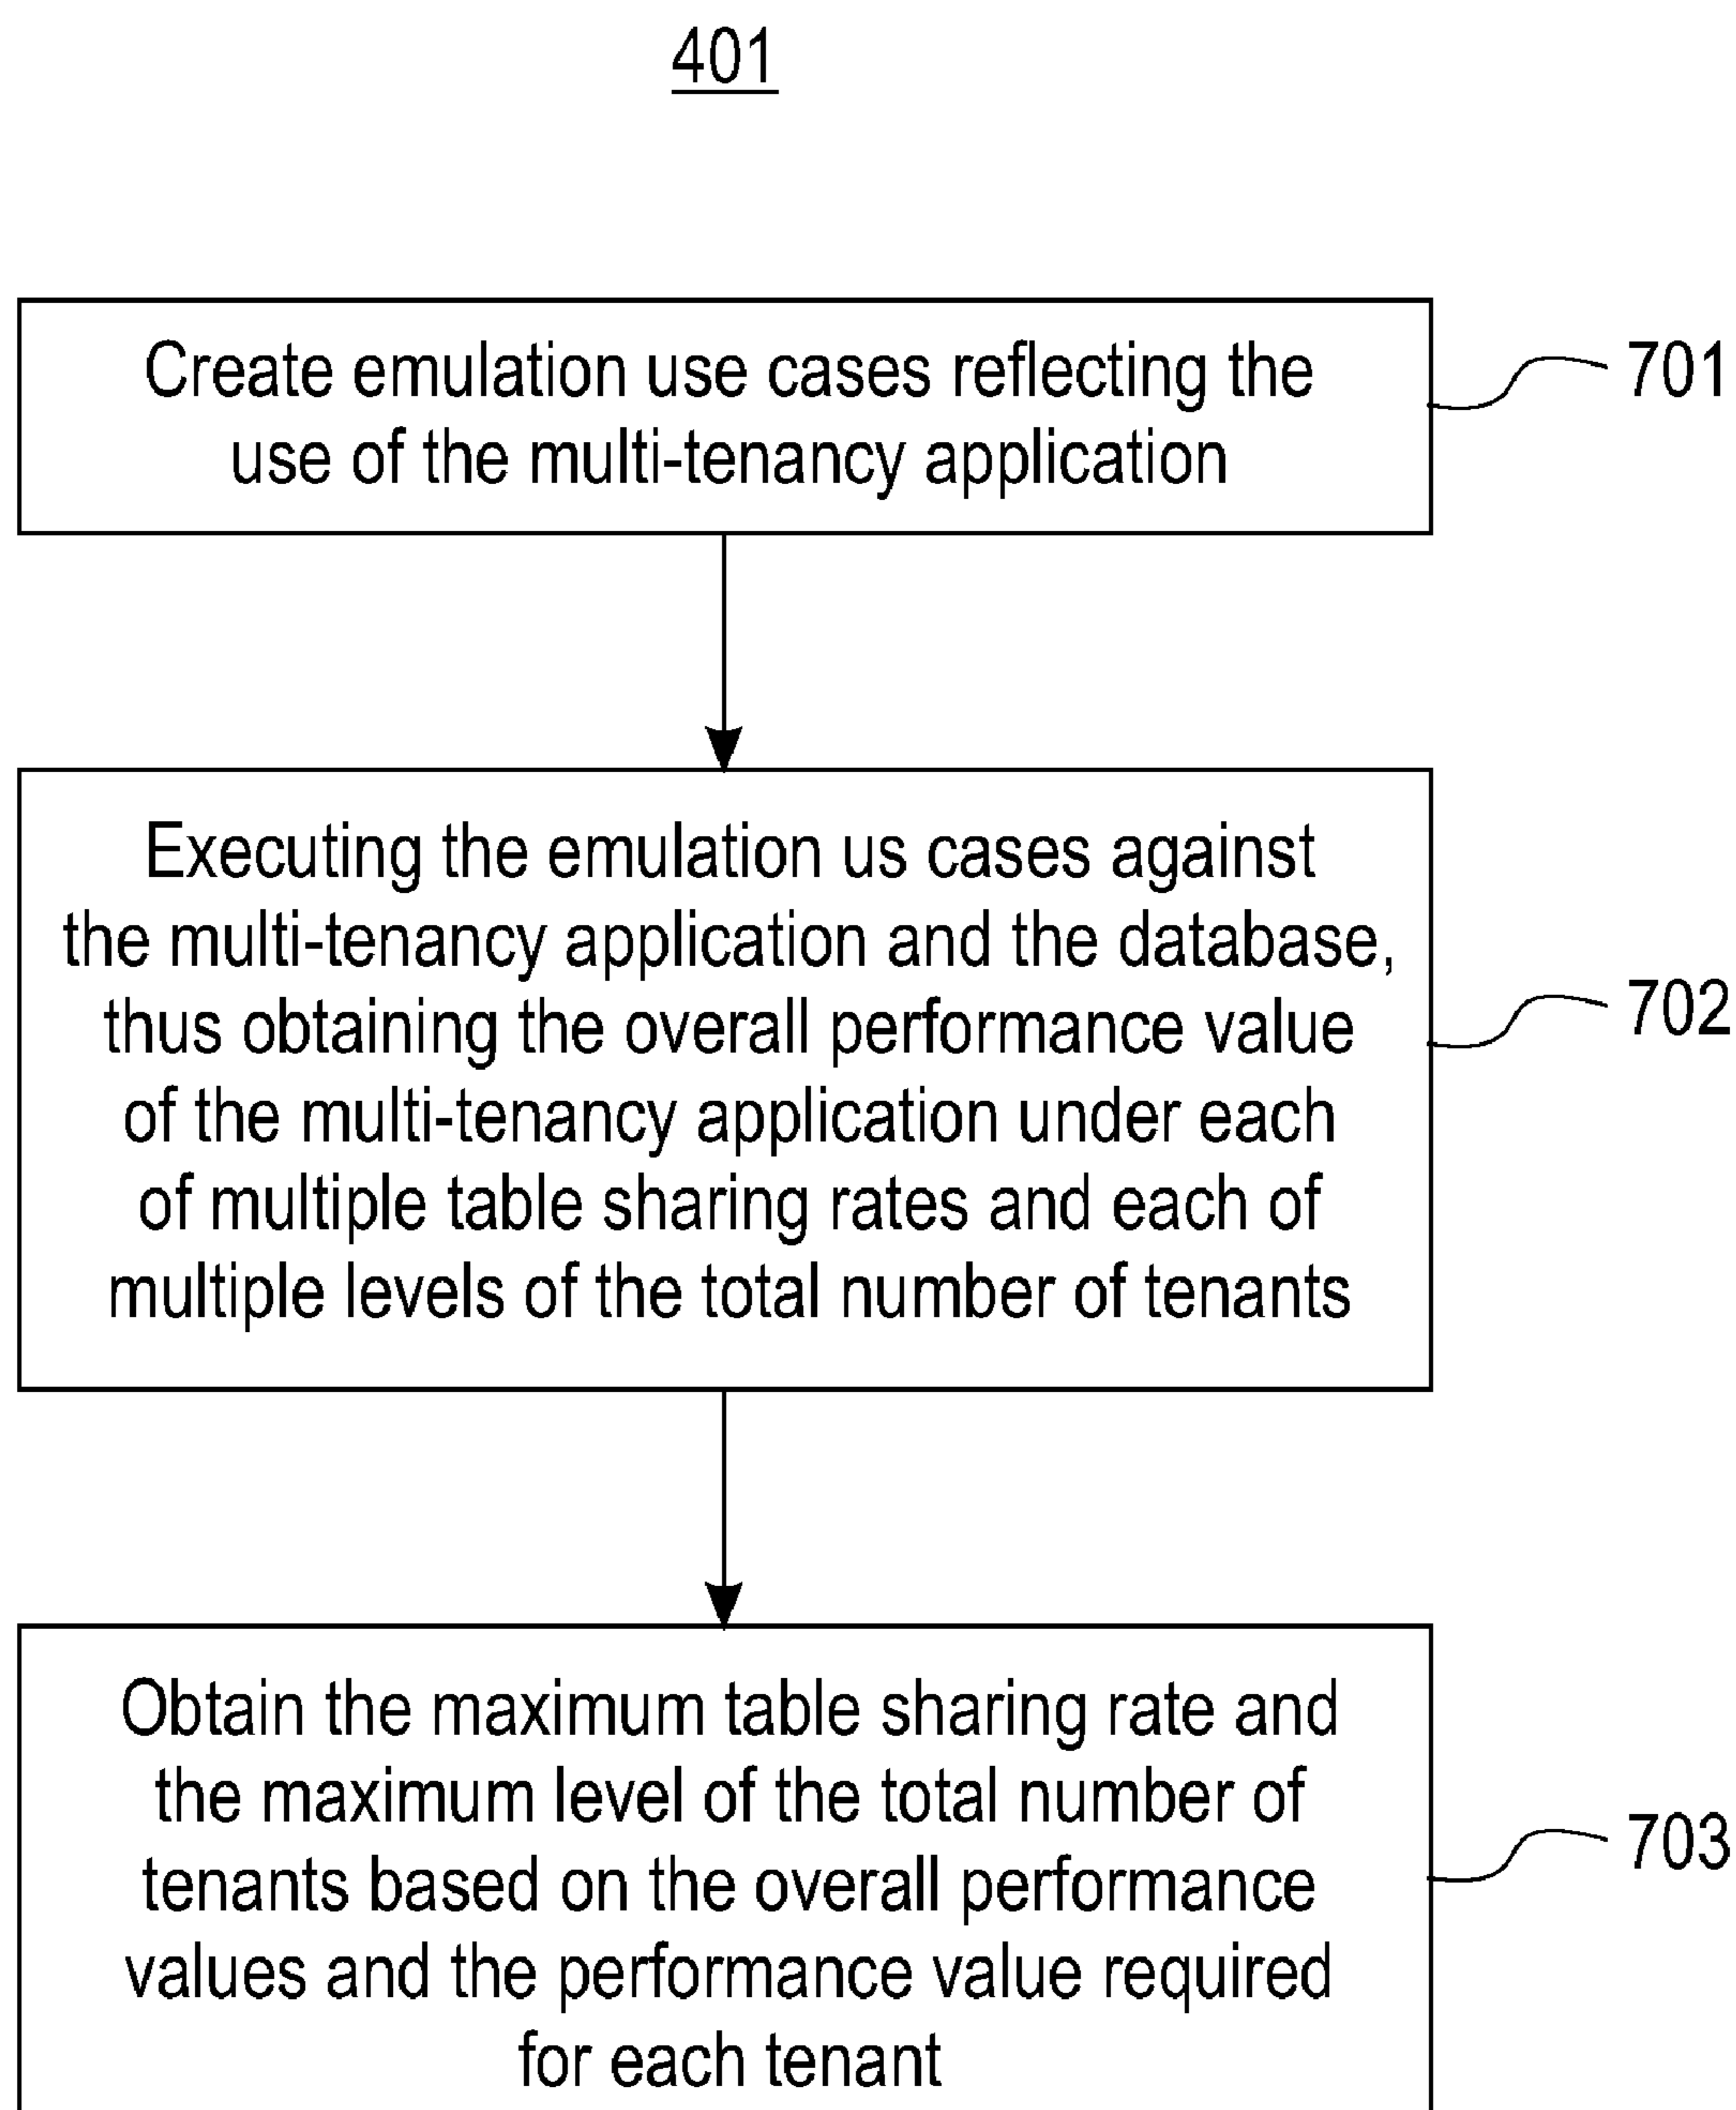 401
Create emulation use cases reflecting the
use of the multi-tenancy application
701
Executing the emulation us cases against
the multi-tenancy application and the database,
thus obtaining the overall performance value
of the multi-tenancy application under each
of multiple table sharing rates and each of
multiple levels of the total number of tenants
702
Obtain the maximum table sharing rate and
the maximum level of the total number of
tenants based on the overall performance
values and the performance value required
for each tenant
703